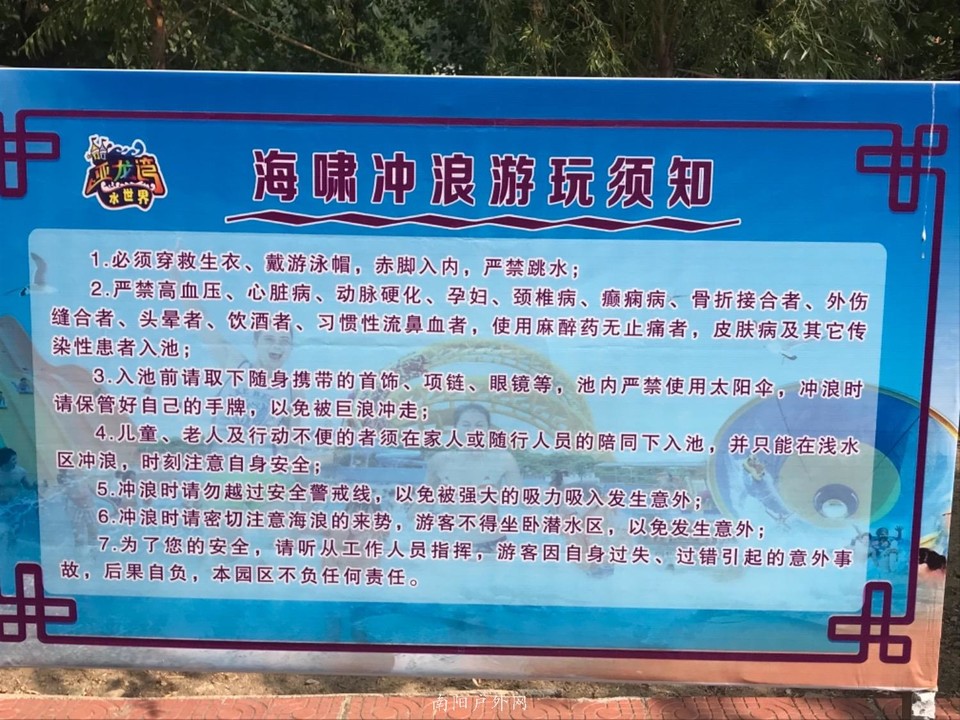 亚龙湾
水世界
海啸冲浪游玩须知
1.必须穿救生衣、戴游泳帽，赤脚入内，严禁跳水；
2.严禁高血压、心脏病、动脉硬化、孕妇、颈椎病、癫痫病、骨折接合者、外伤
缝合者、头晕者、饮酒者、习惯性流鼻血者，使用麻醉药无止痛者，皮肤病及其它传
染性患者入池；
3.入池前请取下随身携带的首饰、项链、眼镜等，池内严禁使用太阳伞，冲浪时
请保管好自己的手牌，以免被巨浪冲走；
4.儿童、老人及行动不便的者须在家人或随行人员的陪同下入池，并只能在浅水
区冲浪，时刻注意自身安全；
5.冲浪时请勿越过安全警戒线，以免被强大的吸力吸入发生意外；
6.冲浪时请密切注意海浪的来势，游客不得坐卧潜水区，以免发生意外；
7.为了您的安全，请听从工作人员指挥，游客因自身过失、过错引起的意外事
故，后果自负，本园区不负任何责任。
南阳户外网